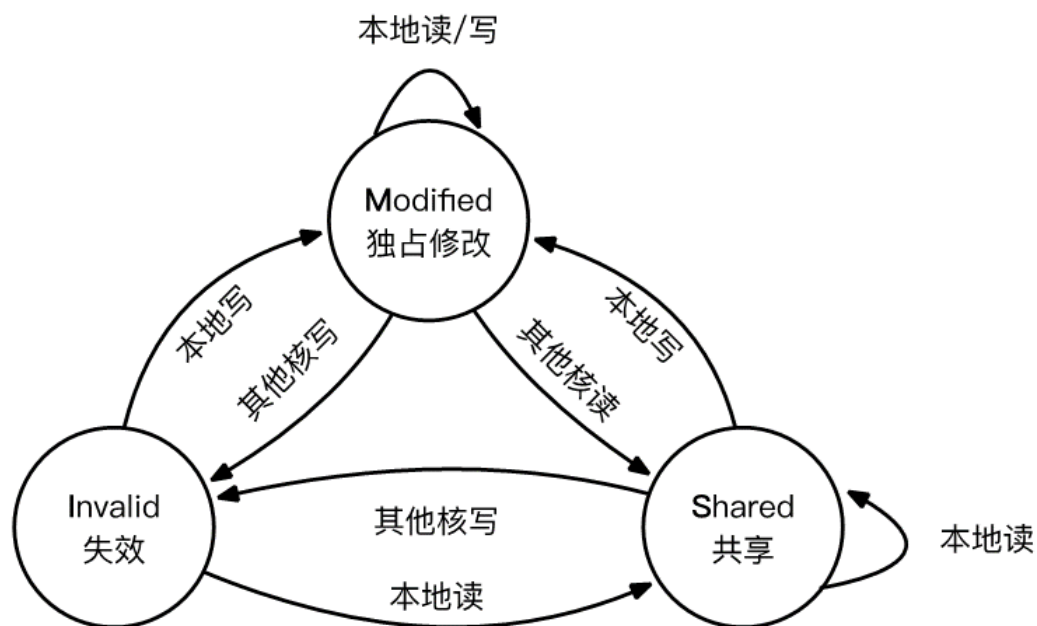 本地读/写
Modified
独占修改
本地写
其他核写
其他核读
本地写
Invalid
失效
其他核写
本地读
Shared
共享
本地读